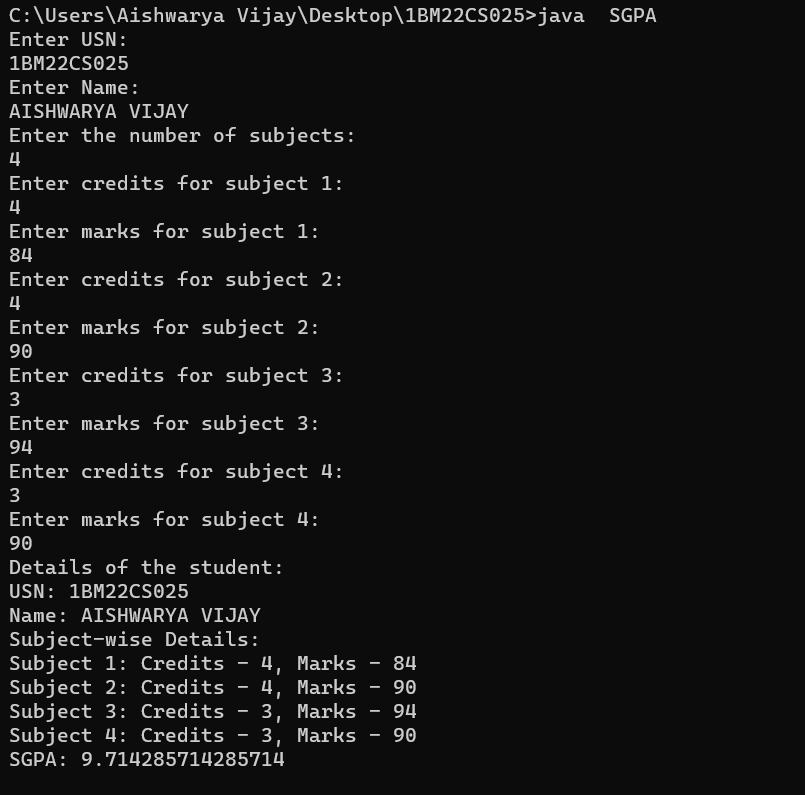 C:\Users\Aishwarya Vijay\Desktop\1BM22CS025>java  SGPA
Enter USN:
1BM22CS025
Enter Name:
AISHWARYA VIJAY
Enter the number of subjects:
4
Enter credits for subject 1:
4
Enter marks for subject 1:
84
Enter credits for subject 2:
4
Enter marks for subject 2:
90
Enter credits for subject 3:
3
Enter marks for subject 3:
94
Enter credits for subject 4:
3
Enter marks for subject 4:
90
Details of the student:
USN: 1BM22CS025
Name: AISHWARYA VIJAY
Subject-wise Details:
Subject 1: Credits - 4, Marks - 84
Subject 2: Credits - 4, Marks - 90
Subject 3: Credits - 3, Marks - 94
Subject 4: Credits - 3, Marks - 90
SGPA: 9.714285714285714